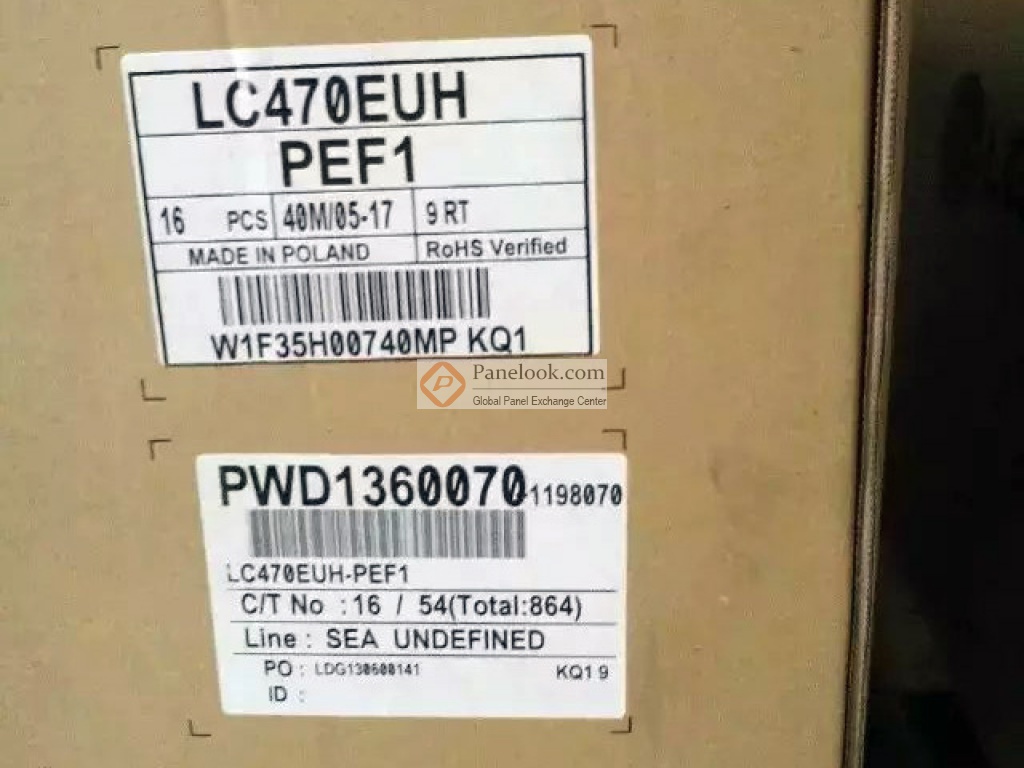 LC470EUH
PEF1
16 PCS 40M/05-17 9 RT
MADE IN POLAND RoHS Verified
W1F35H00740MP KQ1
P Panelook.com
Global Panel Exchange Center
PWD1360070-1198070
LC470EUH-PEF1
C/T No : 16 / 54(Total:864)
Line : SEA UNDEFINED
PO : LDG130600141 KQ1 9
ID :